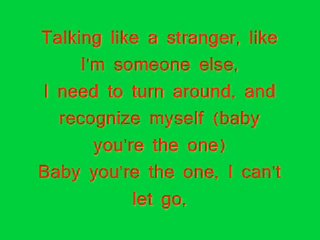 Talking like a stranger, like
I'm someone else,
I need to turn around, and
recognize myself (baby
you're the one)
Baby you're the one, I can't
let go,